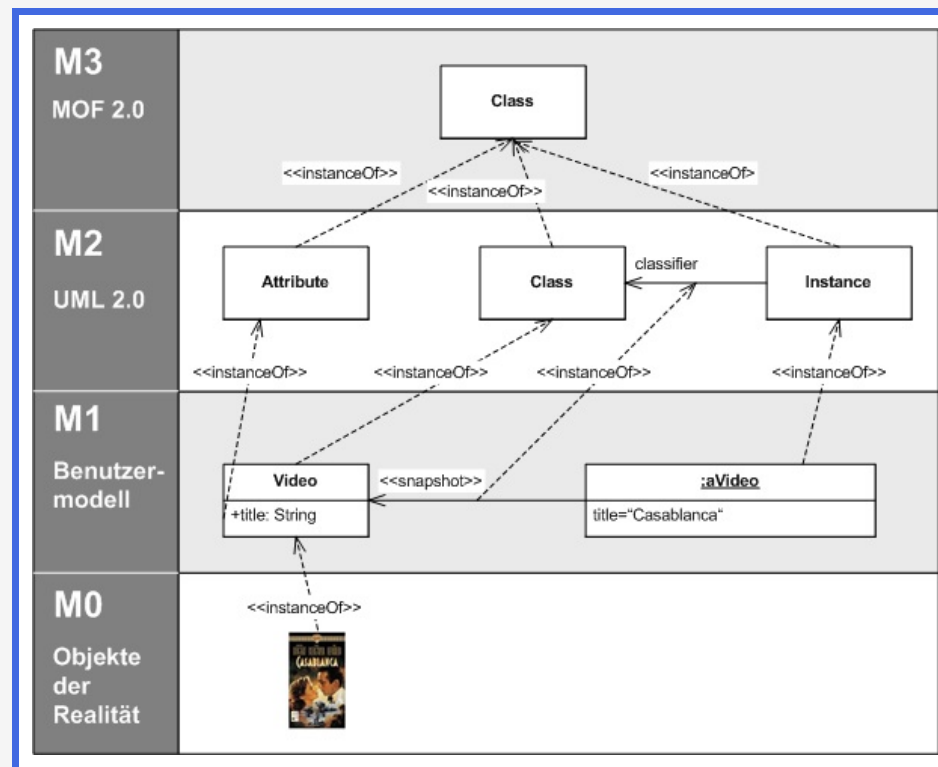 M3
MOF 2.0
Class
<<instanceOf>>
<<instanceOf>>
<<instanceOf>
M2
UML 2.0
Attribute
Class
classifier
Instance
<<instanceOf>>
<<instanceOf>>
<<instanceOf>>
<<instanceOf>>
M1
Benutzer-
modell
Video
+title: String
<<snapshot>>
:aVideo
title="Casablanca"
M0
Objekte
der
Realität
<<instanceOf>>
CASABLANCA